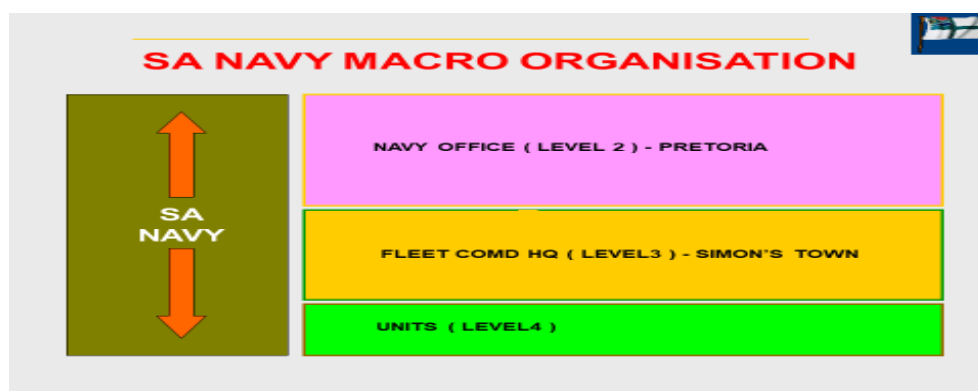 SA NAVY MACRO ORGANISATION
SA
NAVY
NAVY OFFICE ( LEVEL 2 ) - PRETORIA
FLEET COMD HQ ( LEVEL3 ) - SIMON'S TOWN
UNITS ( LEVEL4 )